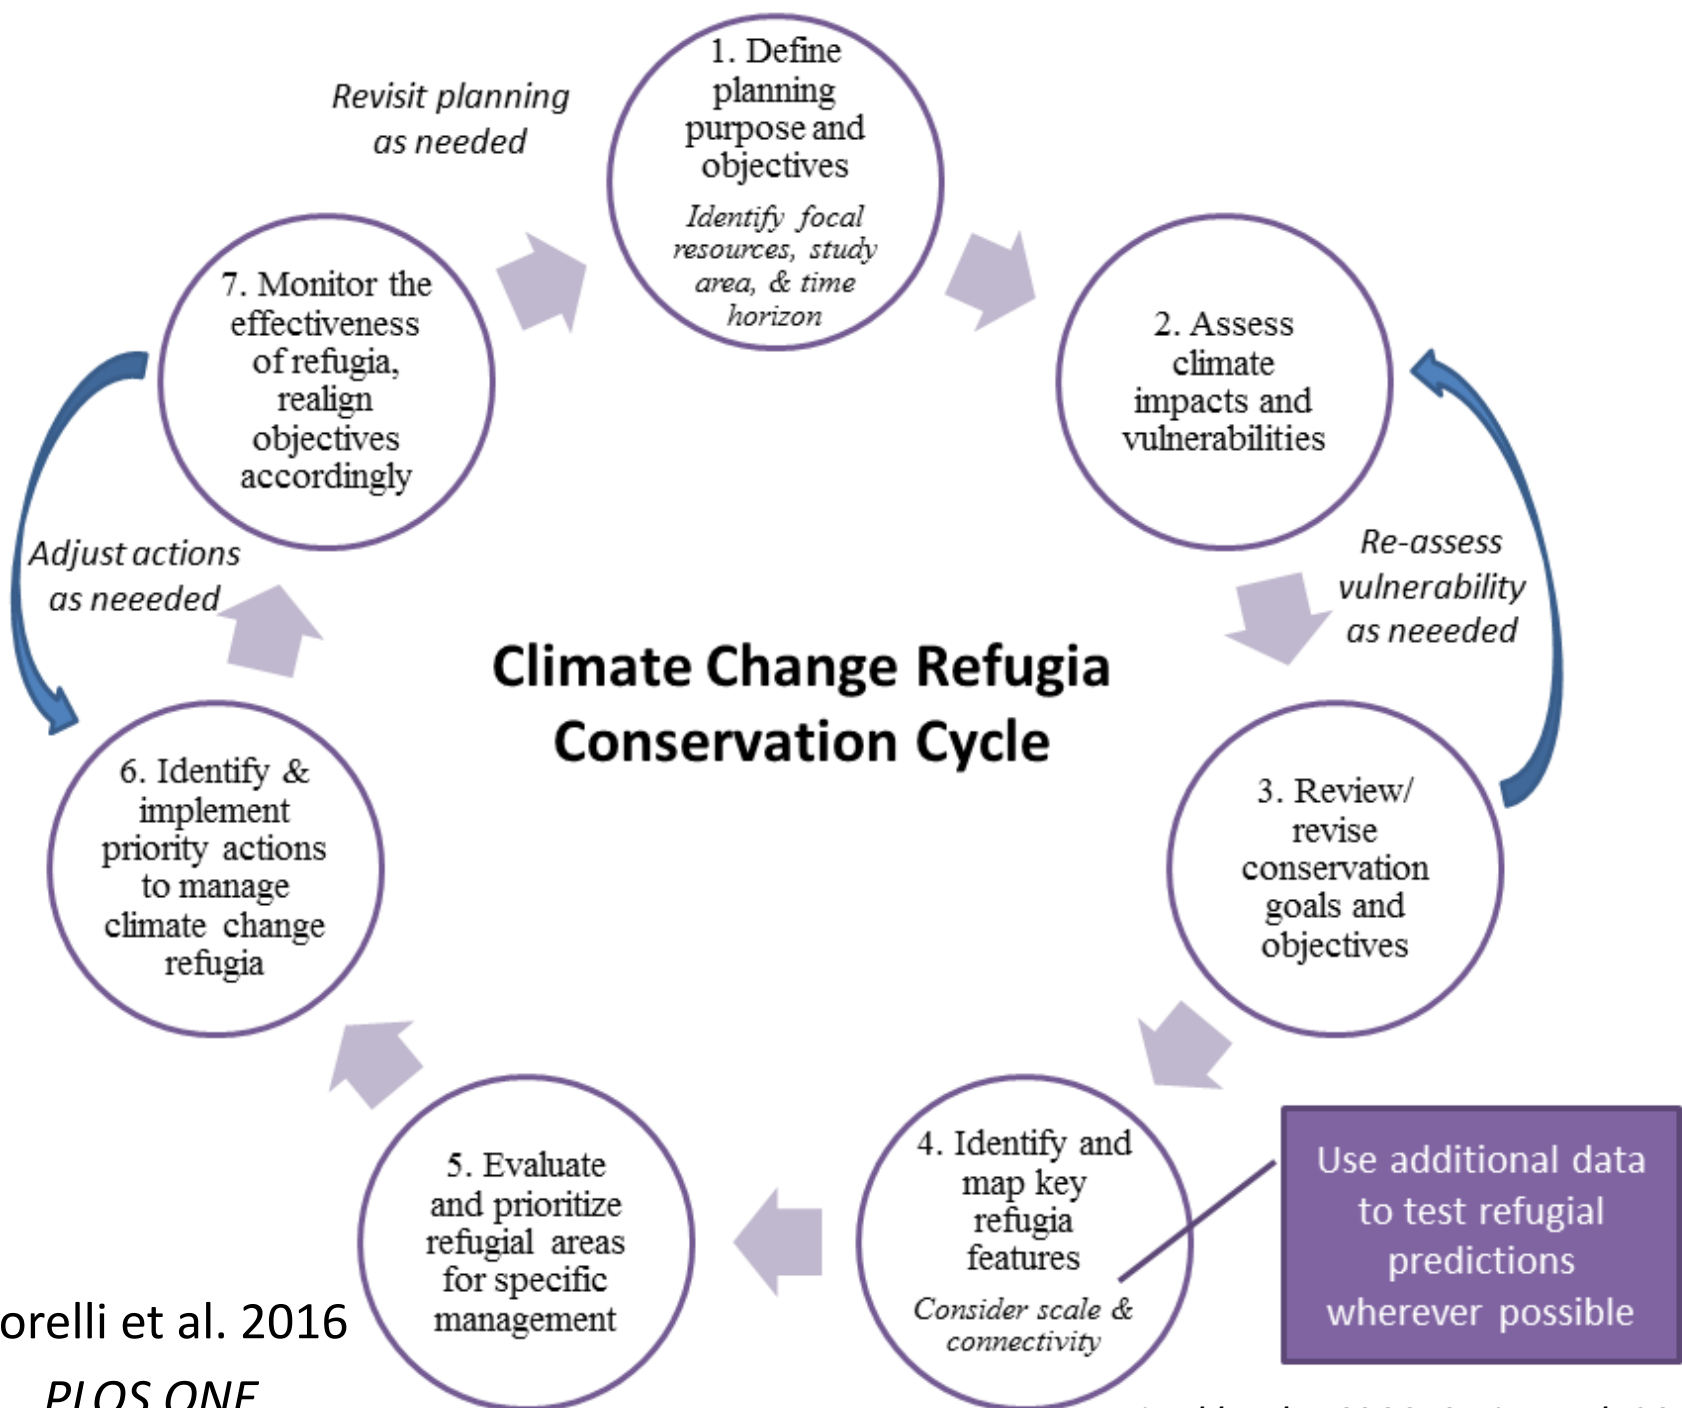 1. Define
planning
purpose and
objectives
Identify focal
resources, study
area, & time
horizon
Revisit planning
as needed
2. Assess
climate
impacts and
vulnerabilities
Re-assess
vulnerability
as neeeded
3. Review/
revise
conservation
goals and
objectives
4. Identify and
map key
refugia
features
Consider scale &
connectivity
Use additional data
to test refugial
predictions
wherever possible
5. Evaluate
and prioritize
refugial areas
for specific
management
6. Identify &
implement
priority actions
to manage
climate change
refugia
Adjust actions
as neeeded
7. Monitor the
effectiveness
of refugia,
realign
objectives
accordingly
Climate Change Refugia
Conservation Cycle
orelli et al. 2016
PLOS ONE